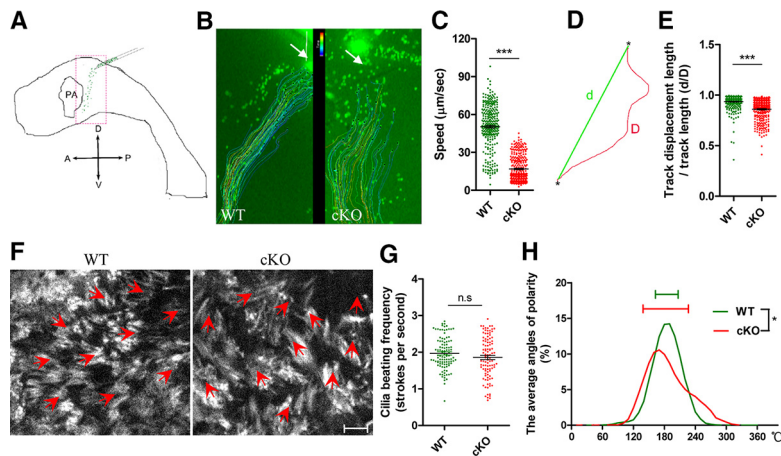 A
PA
D
A
P
V
B
WT
cKO
C
***
Speed (μm/sec)
120
90
60
30
0
WT
cKO
D
*
d
D
*
E
***
Track displacement length
/ track length (d/D)
1.5
1.0
0.5
0.0
WT
cKO
F
WT
cKO
G
n.s
Cilia beating frequency
(strokes per second)
4
3
2
1
0
WT
cKO
H
The average angles of polarity
(%)
20
15
10
5
0
0 60 120 180 240 300 360 °C
WT
cKO
*